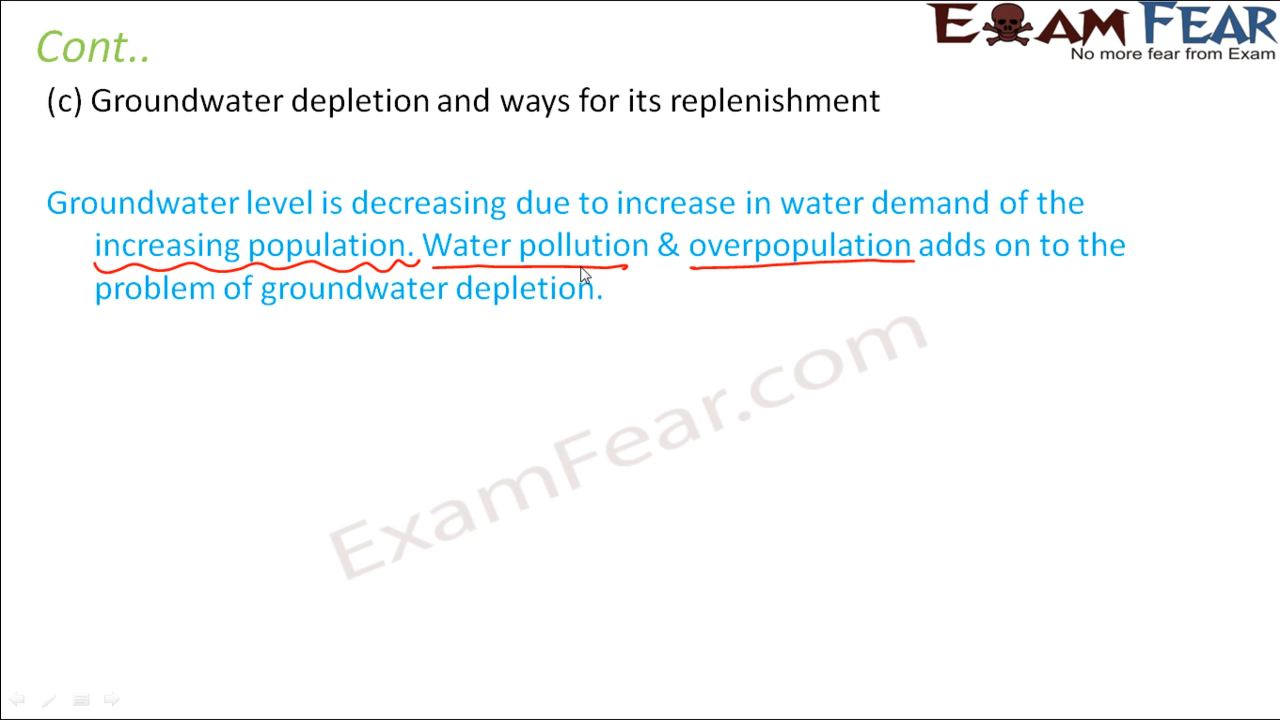 EXAM FEAR
No more fear from Exam
Cont..
(c) Groundwater depletion and ways for its replenishment
Groundwater level is decreasing due to increase in water demand of the
increasing population. Water pollution & overpopulation adds on to the
problem of groundwater depletion.
ExamFear.com